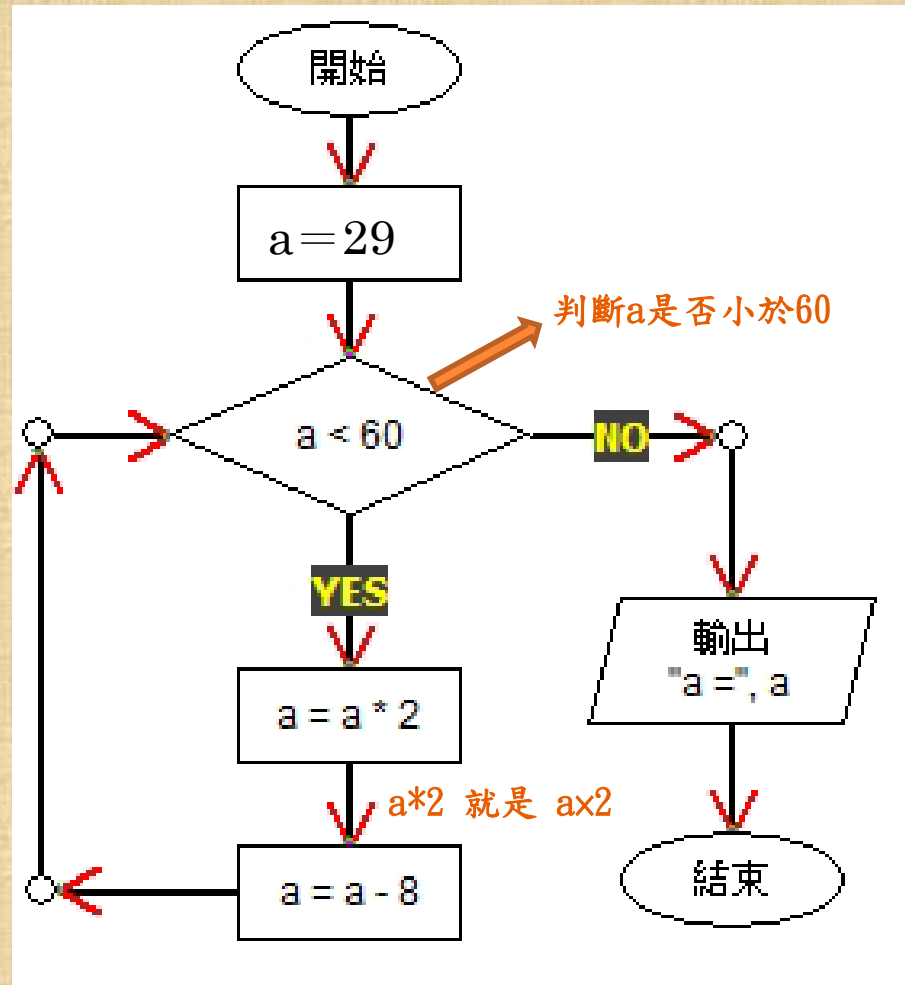 開始
a＝29
判斷a是否小於60
a < 60
NO
YES
輸出
"a =", a
a = a * 2
a*2 就是 ax2
a = a - 8
結束